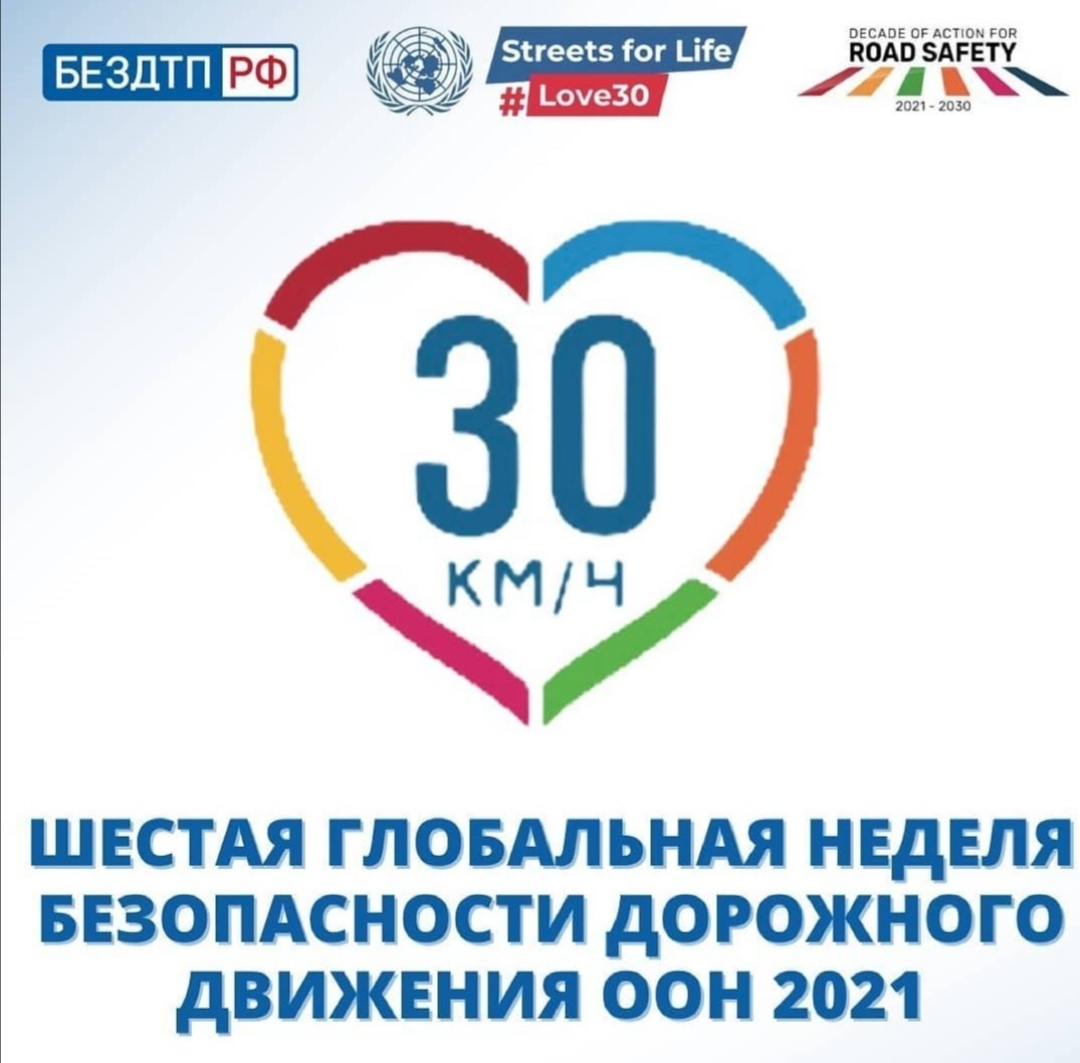 БЕЗДТП РФ
Streets for Life
#Love30
DECADE OF ACTION FOR
ROAD SAFETY
2021 - 2030
30
КМ/Ч
ШЕСТАЯ ГЛОБАЛЬНАЯ НЕДЕЛЯ
БЕЗОПАСНОСТИ ДОРОЖНОГО
ДВИЖЕНИЯ ООН 2021